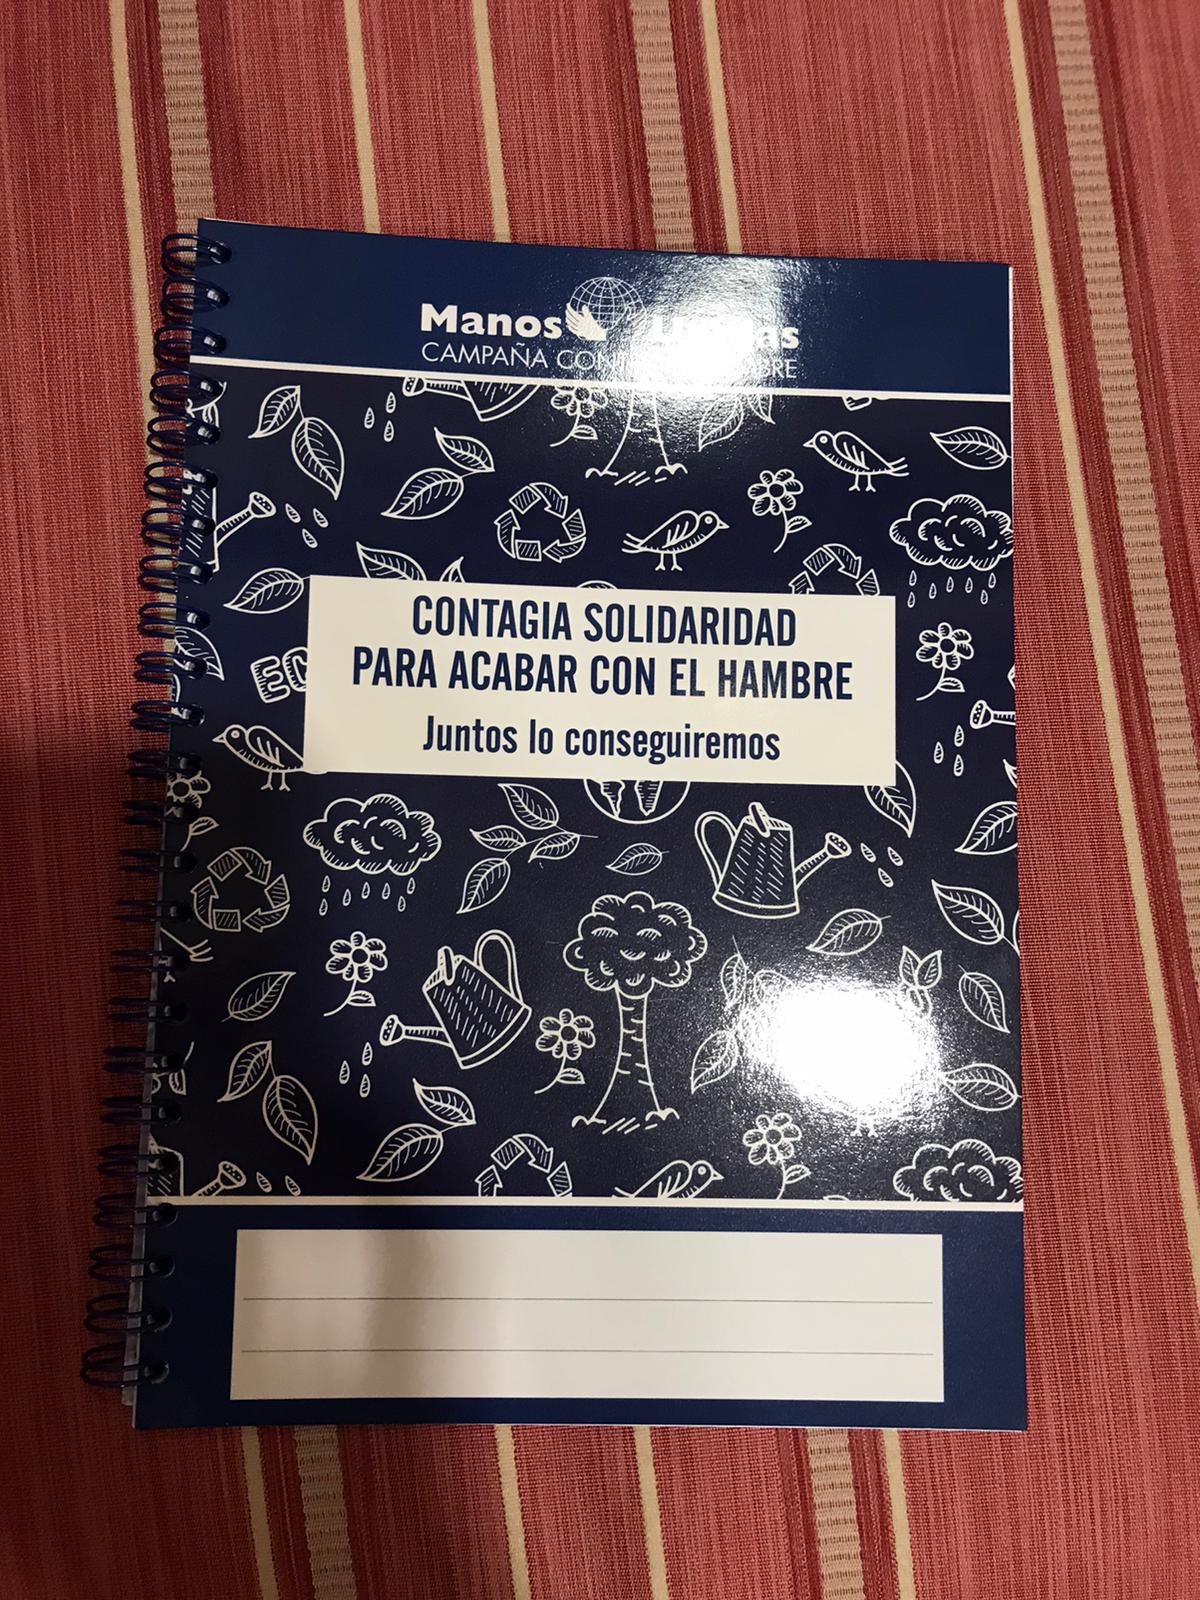 Manos
CAMPAÑA
CONTAGIA SOLIDARIDAD
PARA ACABAR CON EL HAMBRE
Juntos lo conseguiremos